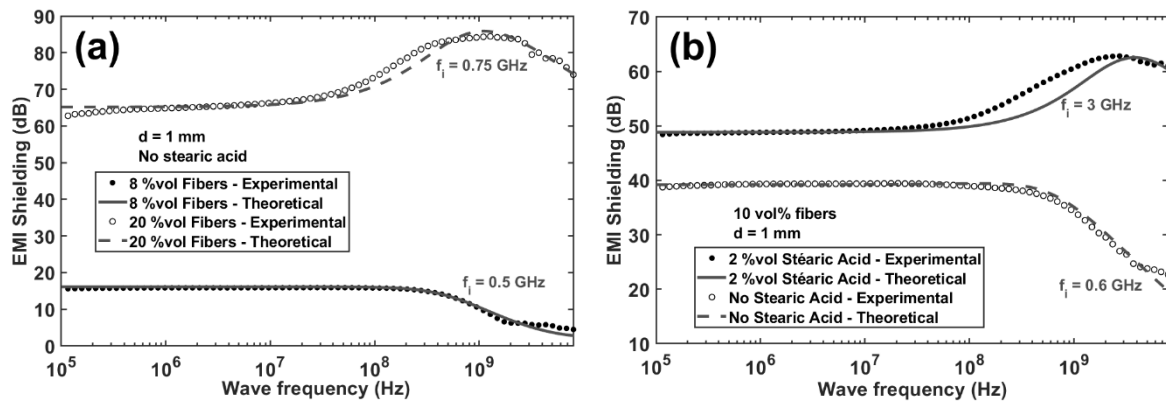 (a)
90
80
70
60
50
40
30
20
10
0
EMI Shielding (dB)
f_i = 0.75 GHz
d = 1 mm
No stearic acid
8 %vol Fibers - Experimental
8 %vol Fibers - Theoretical
20 %vol Fibers - Experimental
20 %vol Fibers - Theoretical
f_i = 0.5 GHz
10^5 10^6 10^7 10^8 10^9
Wave frequency (Hz)
(b)
70
60
50
40
30
20
10
EMI Shielding (dB)
f_i = 3 GHz
10 vol% fibers
d = 1 mm
2 %vol Stéaric Acid - Experimental
2 %vol Stéaric Acid - Theoretical
No Stearic Acid - Experimental
No Stearic Acid - Theoretical
f_i = 0.6 GHz
10^5 10^6 10^7 10^8 10^9
Wave frequency (Hz)